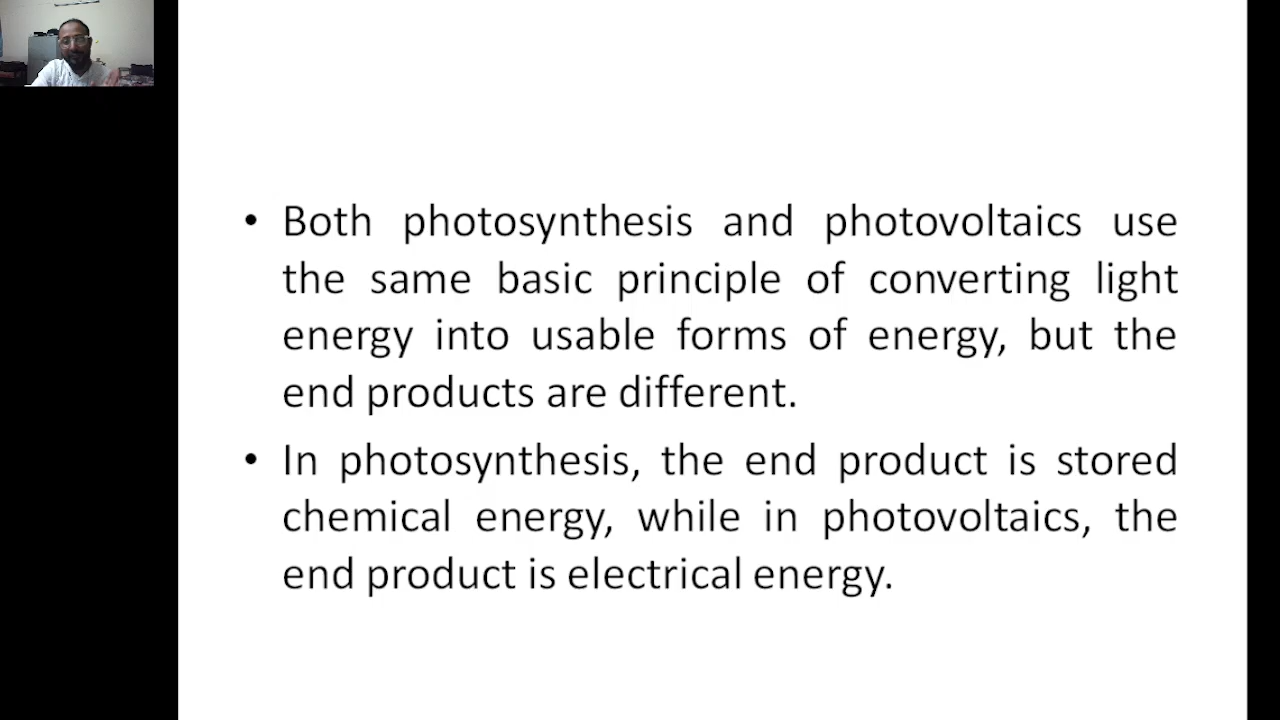 • Both photosynthesis and photovoltaics use
the same basic principle of converting light
energy into usable forms of energy, but the
end products are different.
• In photosynthesis, the end product is stored
chemical energy, while in photovoltaics, the
end product is electrical energy.